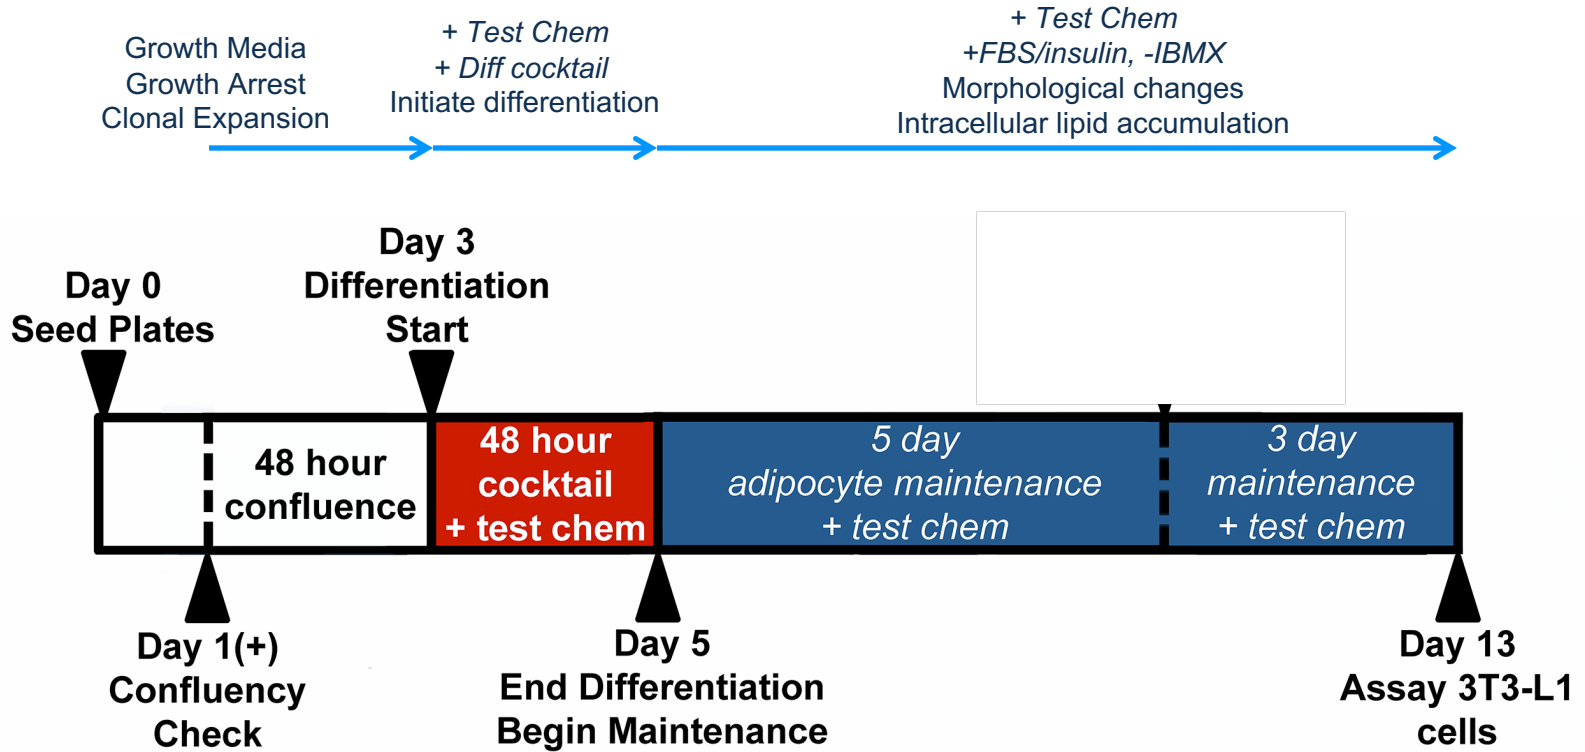 Growth Media
Growth Arrest
Clonal Expansion
+ Test Chem
+ Diff cocktail
Initiate differentiation
+ Test Chem
+FBS/insulin, -IBMX
Morphological changes
Intracellular lipid accumulation
Day 0
Seed Plates
Day 3
Differentiation
Start
48 hour
confluence
48 hour
cocktail
+ test chem
5 day
adipocyte maintenance
+ test chem
3 day
maintenance
+ test chem
Day 1(+)
Confluency
Check
Day 5
End Differentiation
Begin Maintenance
Day 13
Assay 3T3-L1
cells